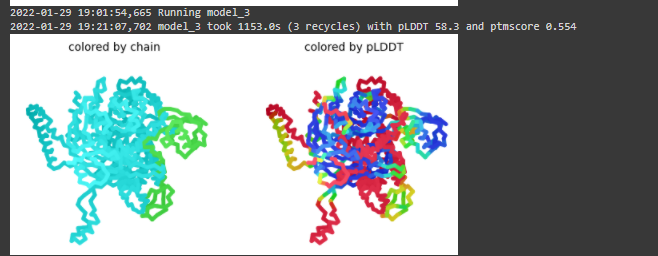 2022-01-29 19:01:54,665 Running model_3
2022-01-29 19:21:07,702 model_3 took 1153.0s (3 recycles) with pLDDT 58.3 and ptmscore 0.554
colored by chain
colored by pLDDT